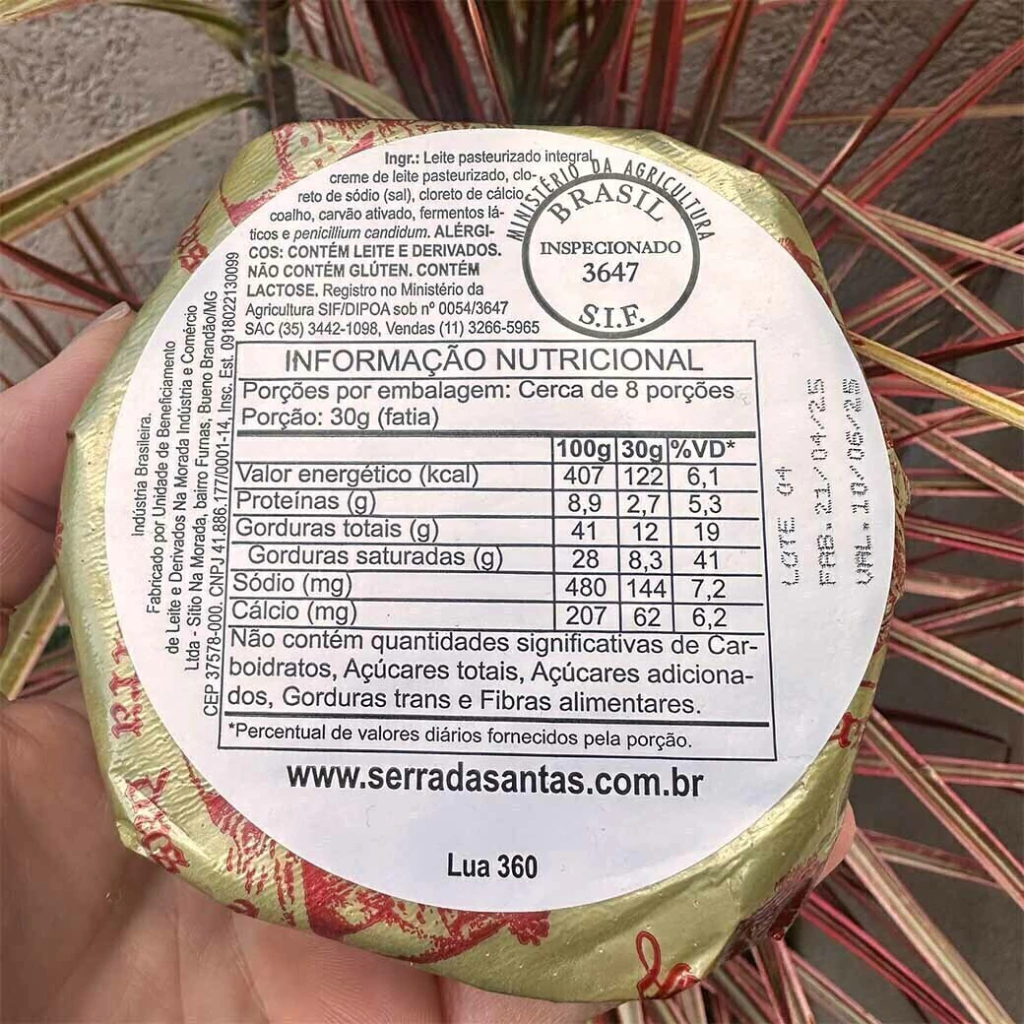 Ingr.: Leite pasteurizado integral,
creme de leite pasteurizado, clo-
reto de sódio (sal), cloreto de cálcio,
coalho, carvão ativado, fermentos lá-
ticos e penicillium candidum. ALÉRGI-
COS: CONTÉM LEITE E DERIVADOS.
NÃO CONTÉM GLÚTEN. CONTÉM
LACTOSE. Registro no Ministério da
Agricultura SIF/DIPOA sob nº 0054/3647
SAC (35) 3442-1098, Vendas (11) 3266-5965
MINISTÉRIO DA AGRICULTURA
BRASIL
INSPECIONADO
3647
S.I.F.
Indústria Brasileira.
Fabricado por Unidade de Beneficiamento
de Leite e Derivados Na Morada Indústria e Comércio
Ltda - Sítio Na Morada, bairro Furnas, Bueno Brandão/MG
CEP 37578-000. CNPJ 41.886.177/0001-14, Insc. Est. 0918022130099
INFORMAÇÃO NUTRICIONAL
Porções por embalagem: Cerca de 8 porções
Porção: 30g (fatia)
100g 30g %VD*
Valor energético (kcal) 407 122 6,1
Proteínas (g) 8,9 2,7 5,3
Gorduras totais (g) 41 12 19
Gorduras saturadas (g) 28 8,3 41
Sódio (mg) 480 144 7,2
Cálcio (mg) 207 62 6,2
Não contém quantidades significativas de Car-
boidratos, Açúcares totais, Açúcares adiciona-
dos, Gorduras trans e Fibras alimentares.
*Percentual de valores diários fornecidos pela porção.
www.serradasantas.com.br
Lua 360
LOTE 04
FAB. 21/04/25
VAL. 10/06/25